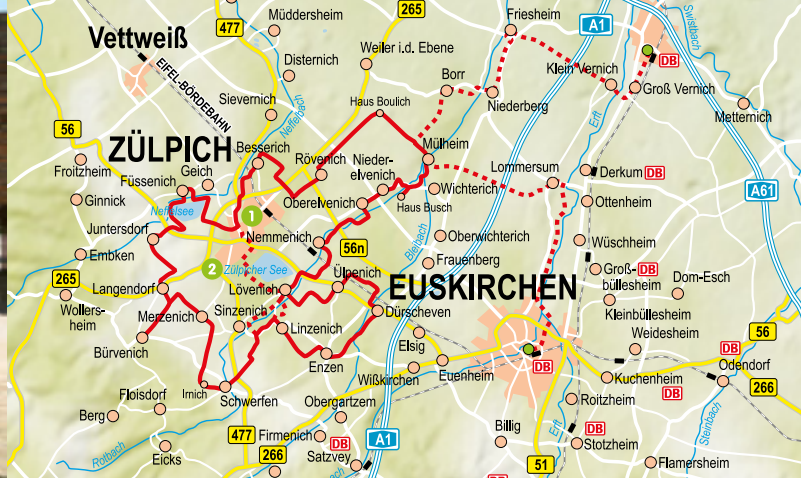 Müddersheim
477
265
Friesheim
A1
Swistbach
Vettweiß
Disternich
Weiler i.d. Ebene
DB
EIFEL-BÖRDEBAHN
Borr
Klein Vernich
Groß Vernich
Sievernich
Neffelbach
Haus Boulich
Niederberg
Erft
Metternich
56
ZÜLPICH
Besserich
Mülheim
Froitzheim
Geich
Rövenich
Nieder-
elvenich
Lommersum
Derkum DB
Füssenich
Wichterich
A61
Ginnick
Neffelsee
Oberelvenich
Haus Busch
Ottenheim
1
Juntersdorf
Nemmenich
56n
Bleibach
Oberwichterich
Wüschheim
Embken
2
Zülpicher See
Frauenberg
Groß-
büllesheim
DB
Dom-Esch
265
Ülpenich
EUSKIRCHEN
Langendorf
Lövenich
Wollers-
heim
Kleinbüllesheim
Merzenich
Sinzenich
Dürscheven
Linzenich
Elsig
Weidesheim
56
Bürvenich
Enzen
DB
DB
Wißkirchen
Euenheim
Odendorf
Irnich
Schwerfen
Kuchenheim
266
Floisdorf
Obergartzem
DB
Roitzheim
Berg
Erft
Steinbach
Rotbach
477
Firmenich
DB
A1
Billig
DB
Stotzheim
Eicks
266
Satzvey
51
Flamersheim
DB